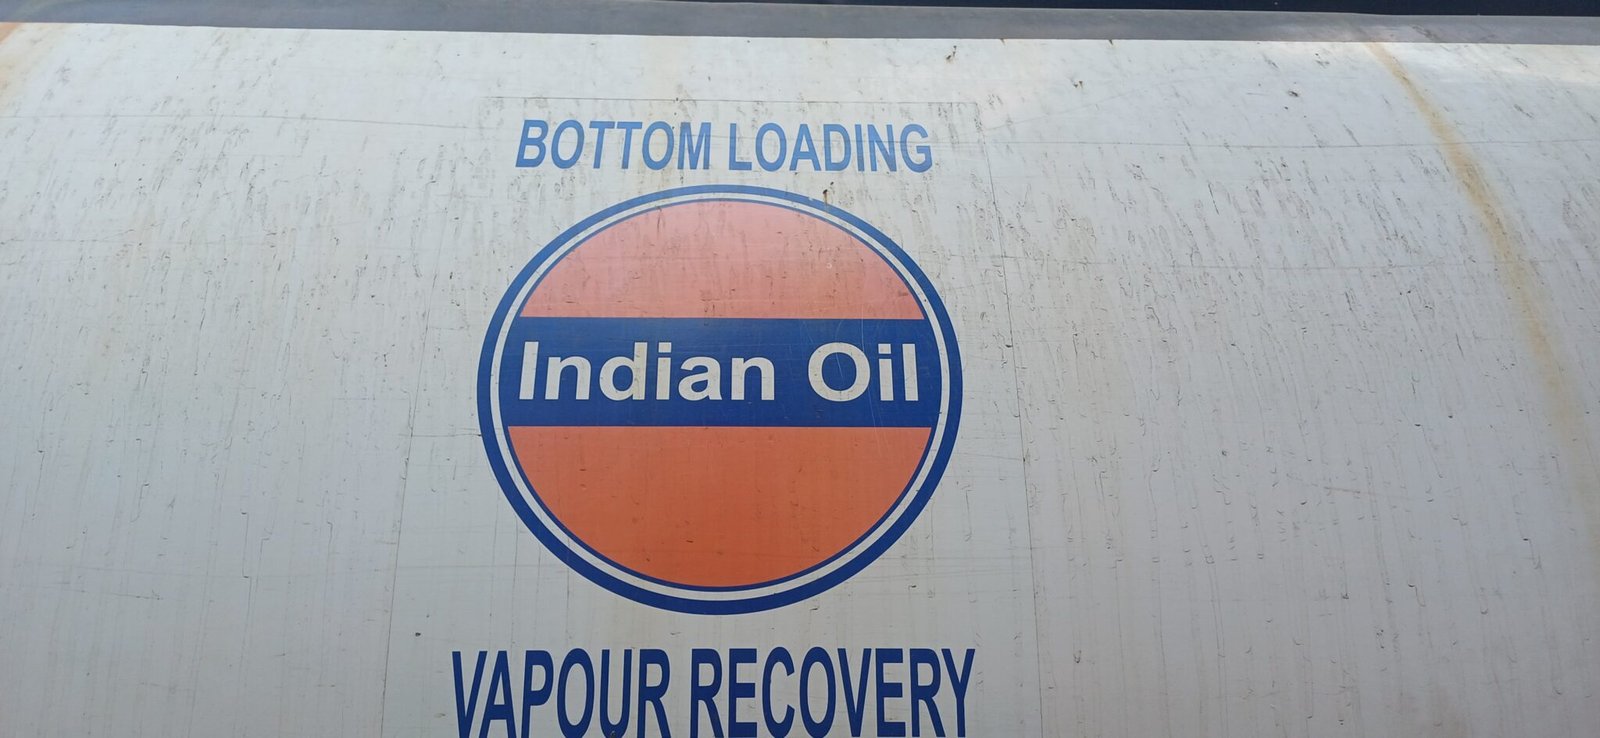 BOTTOM LOADING
Indian Oil
VAPOUR RECOVERY